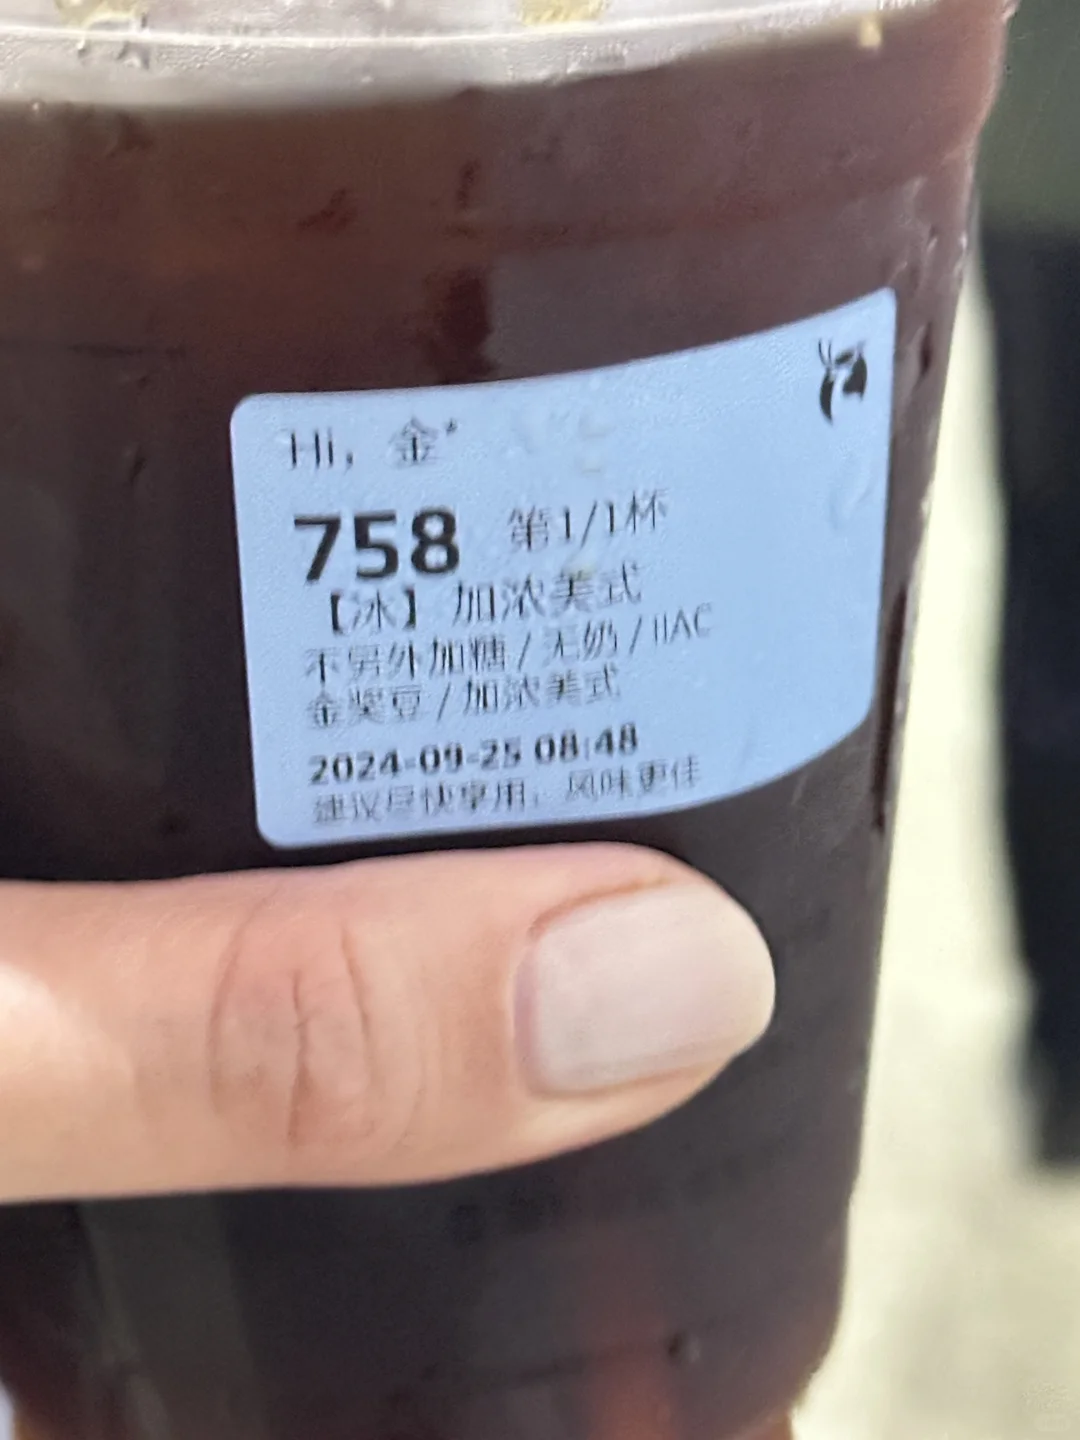 Hi，金*
758 第1/1杯
【冰】加浓美式
不另外加糖/无奶/IIAC
金奖豆/加浓美式
2024-09-25 08:48
建议尽快享用，风味更佳